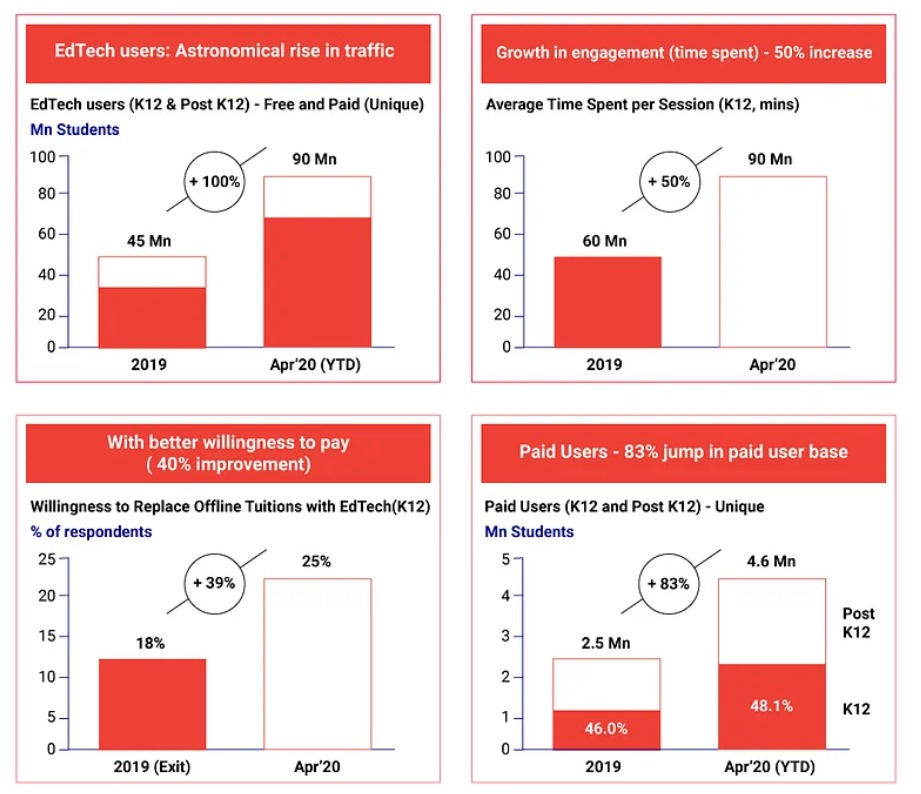 EdTech users: Astronomical rise in traffic
EdTech users (K12 & Post K12) - Free and Paid (Unique)
Mn Students
100
80
60
40
20
0
45 Mn
+ 100%
90 Mn
2019
Apr'20 (YTD)
Growth in engagement (time spent) - 50% increase
Average Time Spent per Session (K12, mins)
100
80
60
40
20
0
60 Mn
+ 50%
90 Mn
2019
Apr'20
With better willingness to pay
( 40% improvement)
Willingness to Replace Offline Tuitions with EdTech(K12)
% of respondents
25
20
15
10
5
0
18%
+ 39%
25%
2019 (Exit)
Apr'20
Paid Users - 83% jump in paid user base
Paid Users (K12 and Post K12) - Unique
Mn Students
5
4
3
2
1
0
2.5 Mn
46.0%
+ 83%
4.6 Mn
48.1%
Post
K12
K12
2019
Apr'20 (YTD)